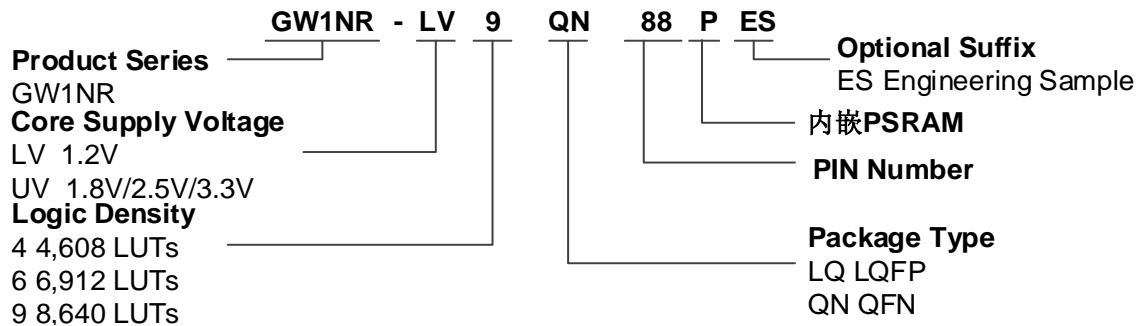 GW1NR - LV 9 QN 88 P ES
Product Series
GW1NR
Core Supply Voltage
LV 1.2V
UV 1.8V/2.5V/3.3V
Logic Density
4 4,608 LUTs
6 6,912 LUTs
9 8,640 LUTs
Optional Suffix
ES Engineering Sample
内嵌PSRAM
PIN Number
Package Type
LQ LQFP
QN QFN